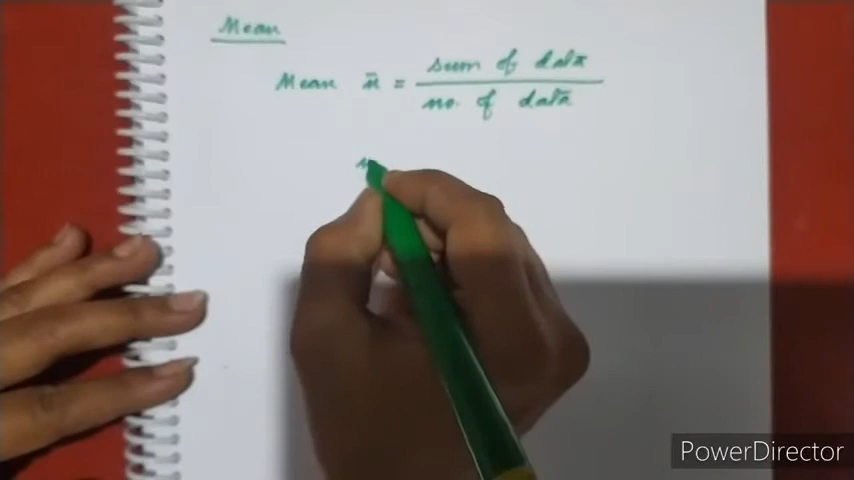 Mean
Mean x̄ = sum of data / no. of data
PowerDirector